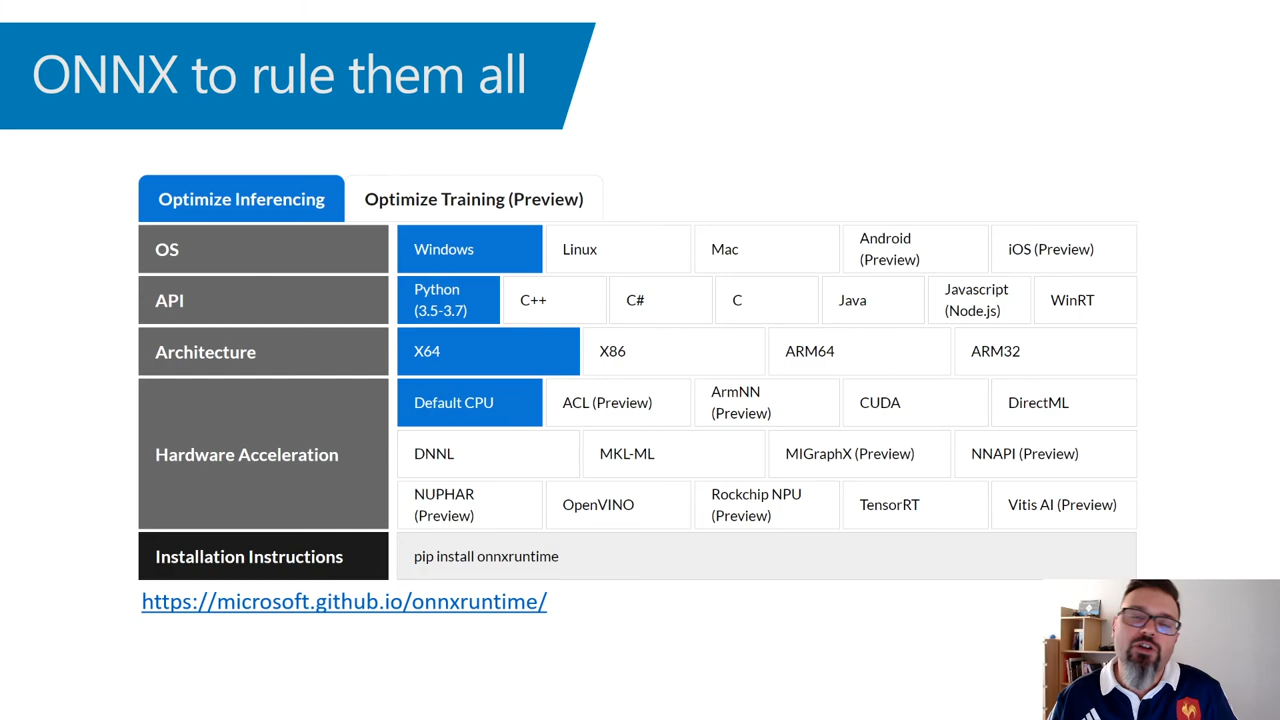 ONNX to rule them all
Optimize Inferencing
Optimize Training (Preview)
OS
Windows
Linux
Mac
Android
(Preview)
iOS (Preview)
API
Python
(3.5-3.7)
C++
C#
C
Java
Javascript
(Node.js)
WinRT
Architecture
X64
X86
ARM64
ARM32
Hardware Acceleration
Default CPU
ACL (Preview)
ArmNN
(Preview)
CUDA
DirectML
DNNL
MKL-ML
MIGraphX (Preview)
NNAPI (Preview)
NUPHAR
(Preview)
OpenVINO
Rockchip NPU
(Preview)
TensorRT
Vitis AI (Preview)
Installation Instructions
pip install onnxruntime
https://microsoft.github.io/onnxruntime/